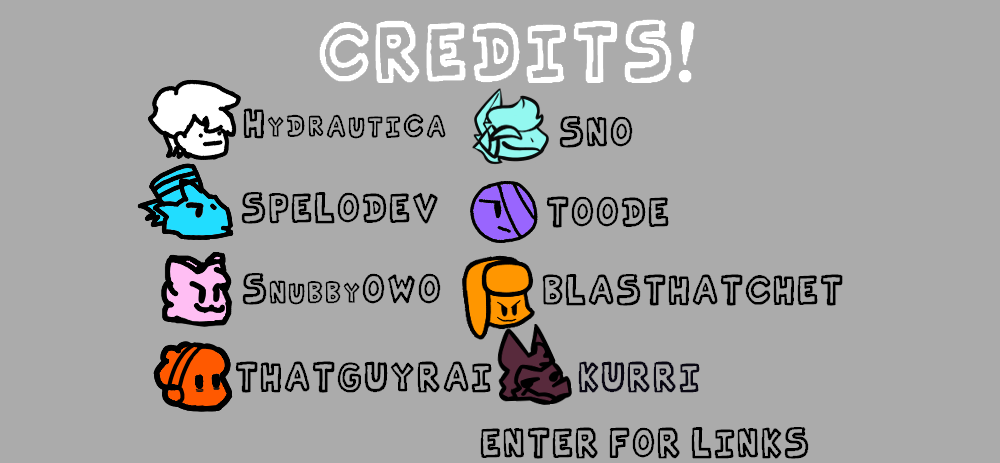 CREDITS!
HYDRAUTICA SNO
SPELODEV TOODE
SNUBBYOWO BLASTHATCHET
THATGUYRAI KURRI
ENTER FOR LINKS